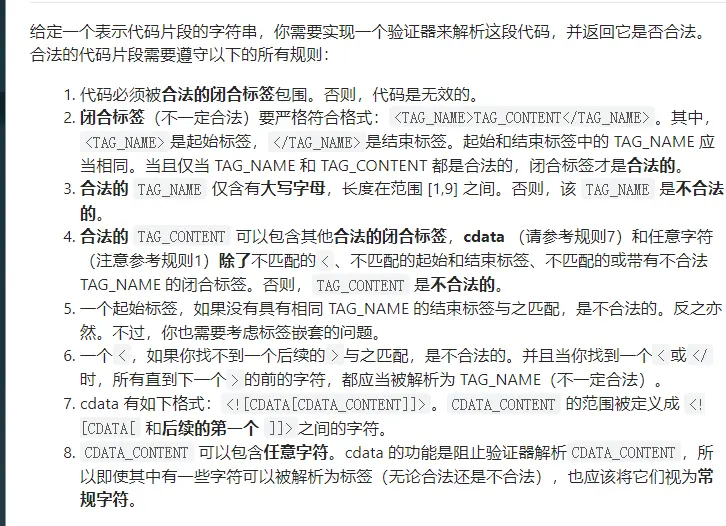 给定一个表示代码片段的字符串，你需要实现一个验证器来解析这段代码，并返回它是否合法。
合法的代码片段需要遵守以下的所有规则：
1. 代码必须被合法的闭合标签包围。否则，代码是无效的。
2. 闭合标签（不一定合法）要严格符合格式：<TAG_NAME>TAG_CONTENT</TAG_NAME>。其中，
<TAG_NAME>是起始标签，</TAG_NAME>是结束标签。起始和结束标签中的 TAG_NAME 应
当相同。当且仅当 TAG_NAME 和 TAG_CONTENT 都是合法的，闭合标签才是合法的。
3. 合法的 TAG_NAME 仅含有大写字母，长度在范围 [1,9] 之间。否则，该 TAG_NAME 是不合法
的。
4. 合法的 TAG_CONTENT 可以包含其他合法的闭合标签，cdata （请参考规则7）和任意字符
（注意参考规则1）除了不匹配的<、不匹配的起始和结束标签、不匹配的或带有不合法
TAG_NAME 的闭合标签。否则，TAG_CONTENT 是不合法的。
5. 一个起始标签，如果没有具有相同 TAG_NAME 的结束标签与之匹配，是不合法的。反之亦
然。不过，你也需要考虑标签嵌套的问题。
6. 一个<，如果你找不到一个后续的>与之匹配，是不合法的。并且当你找到一个<或</
时，所有直到下一个>的前的字符，都应当被解析为 TAG_NAME（不一定合法）。
7. cdata 有如下格式：<![CDATA[CDATA_CONTENT]]>。CDATA_CONTENT 的范围被定义成 <!
[CDATA[ 和后续的第一个 ]]>之间的字符。
8. CDATA_CONTENT 可以包含任意字符。cdata 的功能是阻止验证器解析 CDATA_CONTENT，所
以即使其中有一些字符可以被解析为标签（无论合法还是不合法），也应该将它们视为常
规字符。